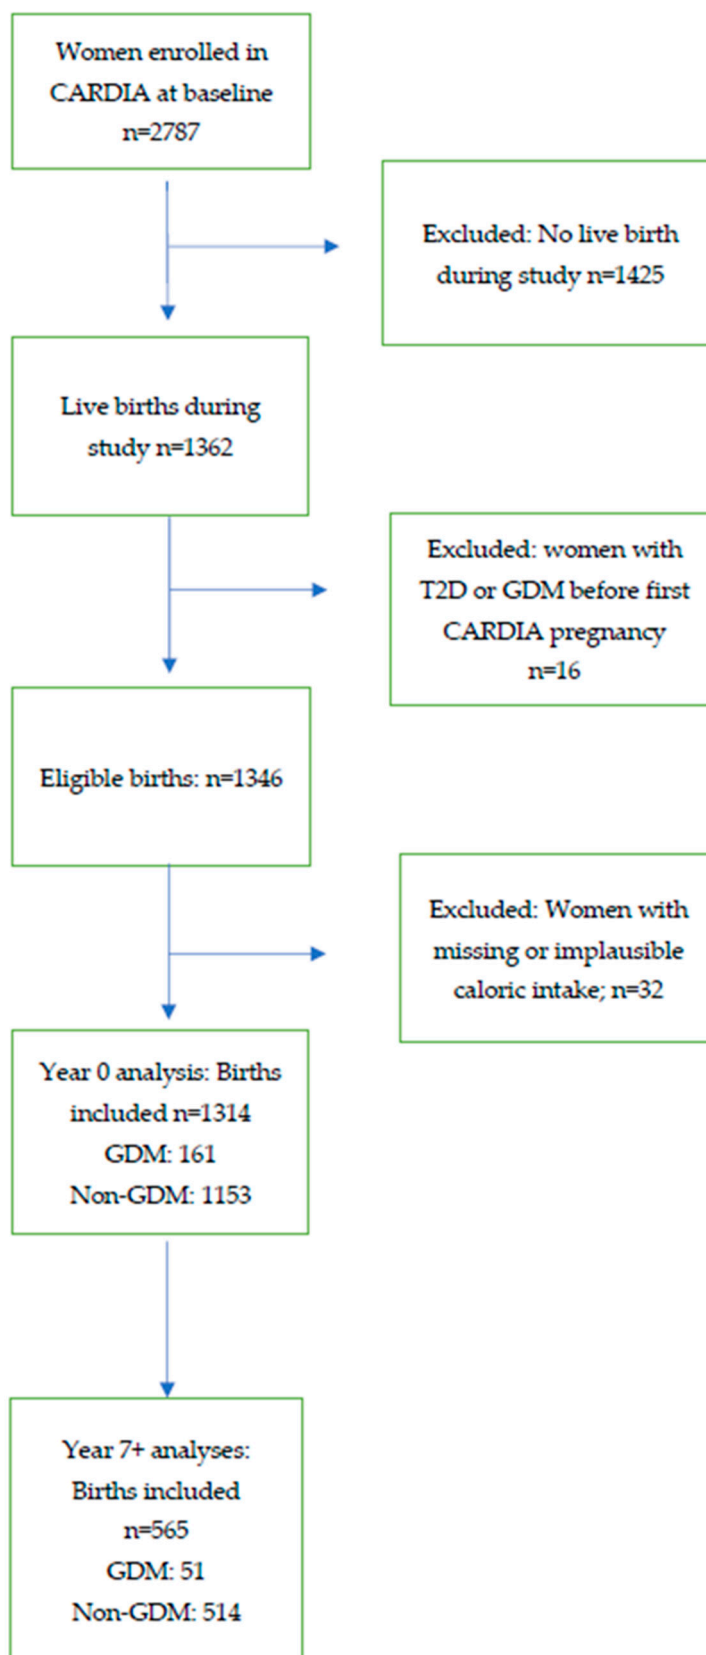 Women enrolled in
CARDIA at baseline
n=2787
Excluded: No live birth
during study n=1425
Live births during
study n=1362
Excluded: women with
T2D or GDM before first
CARDIA pregnancy
n=16
Eligible births: n=1346
Excluded: Women with
missing or implausible
caloric intake; n=32
Year 0 analysis: Births
included n=1314
GDM: 161
Non-GDM: 1153
Year 7+ analyses:
Births included
n=565
GDM: 51
Non-GDM: 514